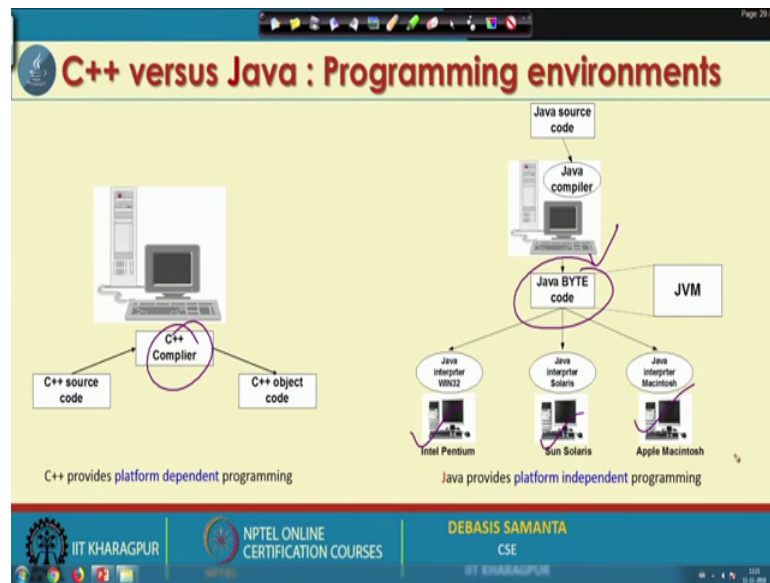 Page: 29 /
C++ versus Java : Programming environments
C++
Complier
C++ source
code
C++ object
code
C++ provides platform dependent programming
Java source
code
Java
compiler
Java BYTE
code
JVM
Java
interprter
WIN32
Java
interprter
Solaris
Java
interprter
Macintosh
Intel Pentium
Sun Solaris
Apple Macintosh
Java provides platform independent programming
IIT KHARAGPUR
NPTEL ONLINE
CERTIFICATION COURSES
DEBASIS SAMANTA
CSE